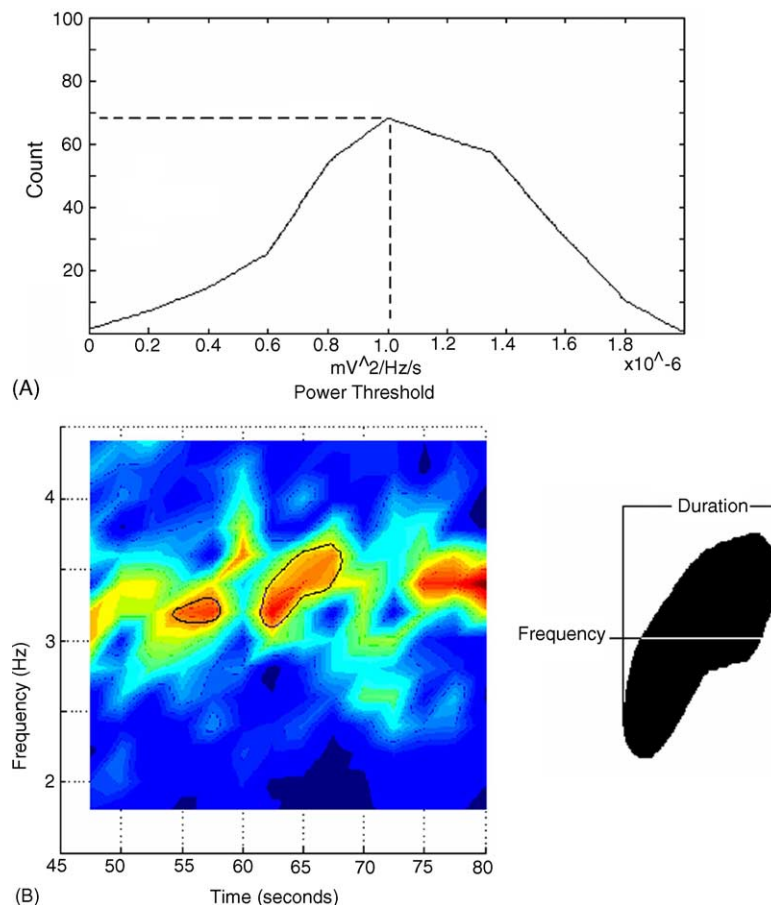 100
80
60
40
20
Count
0 0.2 0.4 0.6 0.8 1.0 1.2 1.4 1.6 1.8
mV^2/Hz/s
x10^-6
(A)
Power Threshold
4
3
2
Frequency (Hz)
45 50 55 60 65 70 75 80
(B)
Time (seconds)
Duration
Frequency